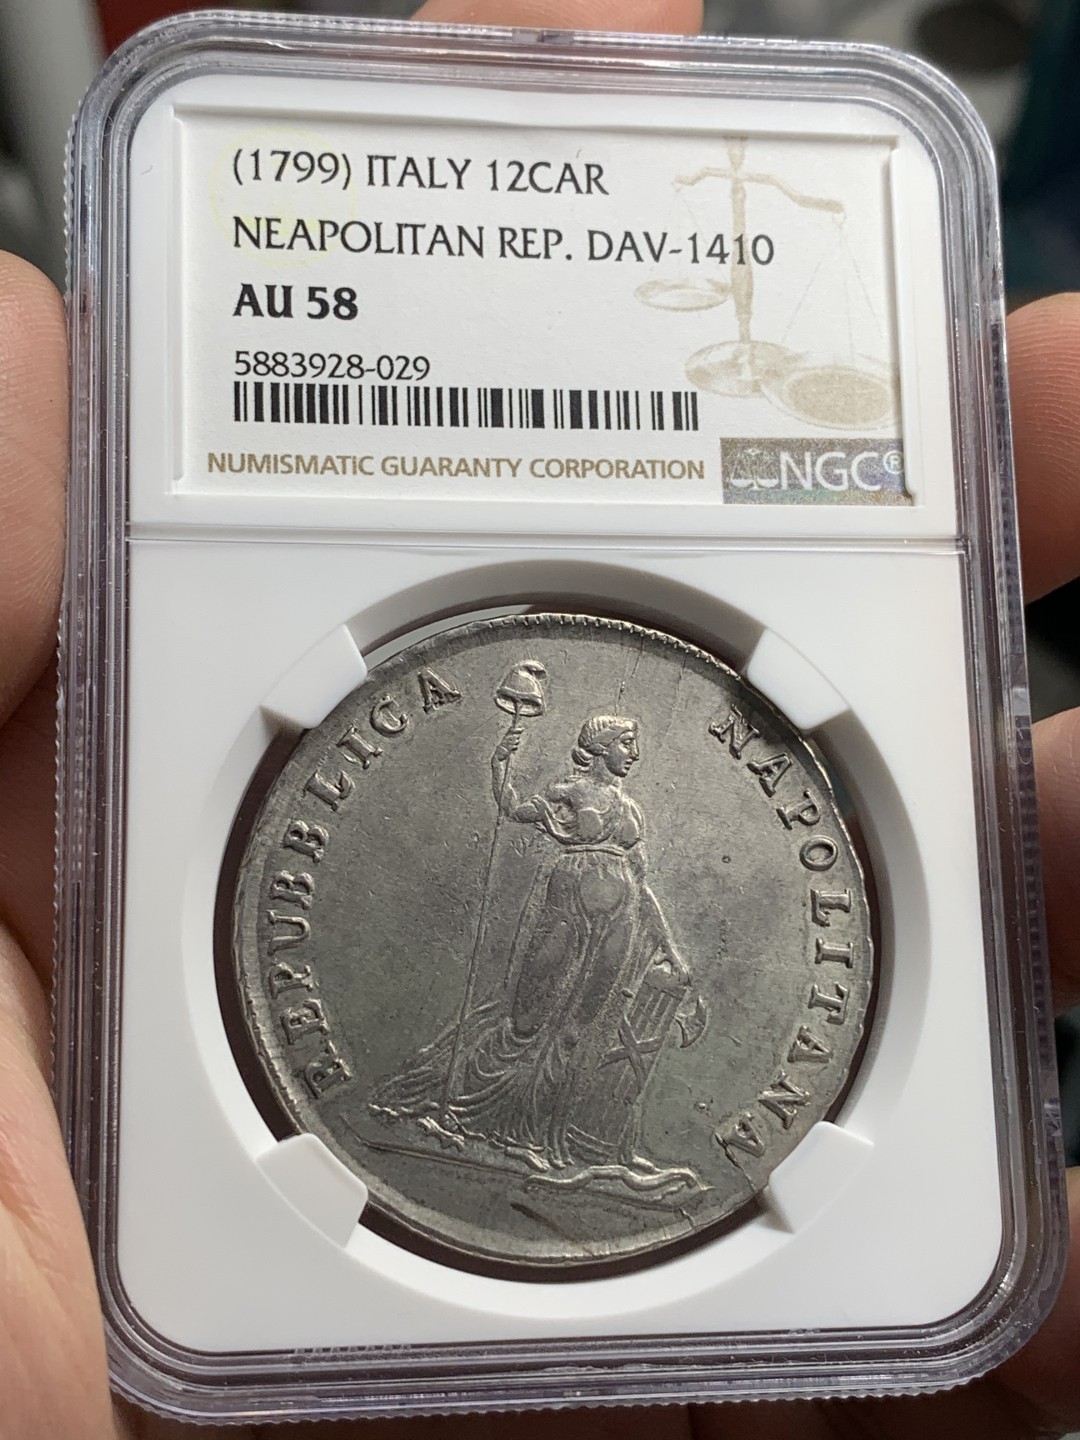 (1799) ITALY 12CAR
NEAPOLITAN REP. DAV-1410
AU 58
5883928-029
NUMISMATIC GUARANTY CORPORATION
NGC®
REPUBBLICA NAPOLITANA